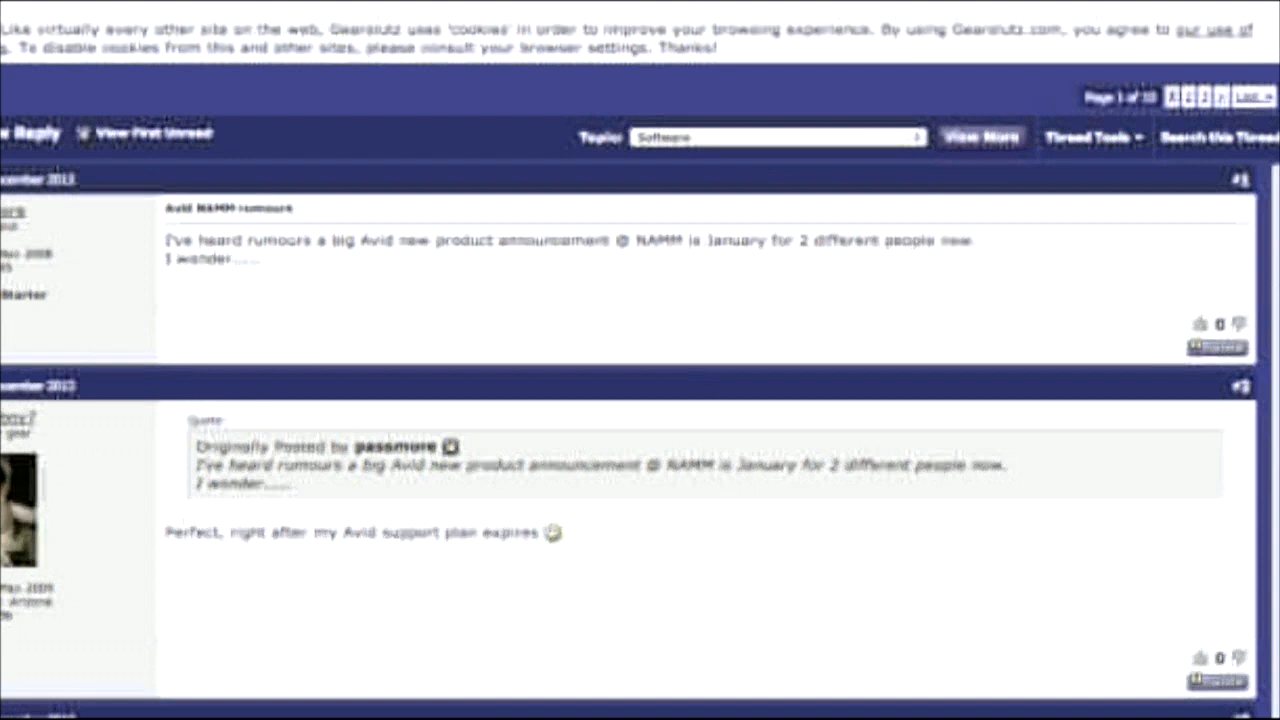 Like virtually every other site on the web, Gearslutz uses 'cookies' in order to improve your browsing experience. By using Gearslutz.com, you agree to our use of
To disable cookies from this and other sites, please consult your browser settings. Thanks!
Page 1 of
Reply View First Unread Topic: Software View More Thread Tools Search this Thread
#1
Avid NAMM rumours
I've heard rumours a big Avid new product announcement @ NAMM is January for 2 different people now.
I wonder......
Starter
0
#2
Quote:
Originally Posted by passmore
I've heard rumours a big Avid new product announcement @ NAMM is January for 2 different people now.
I wonder......
Perfect, right after my Avid support plan expires
Arizona
0